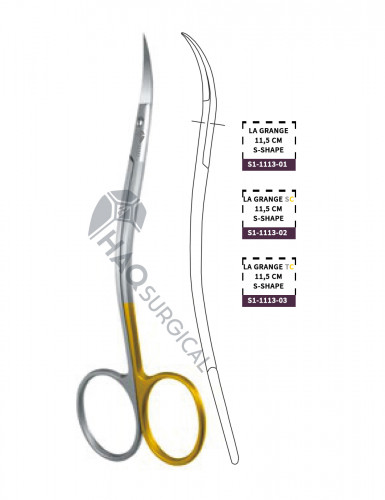 LA GRANGE
11,5 CM
S-SHAPE
S1-1113-01
LA GRANGE SC
11,5 CM
S-SHAPE
S1-1113-02
LA GRANGE TC
11,5 CM
S-SHAPE
S1-1113-03
HAQ SURGICAL